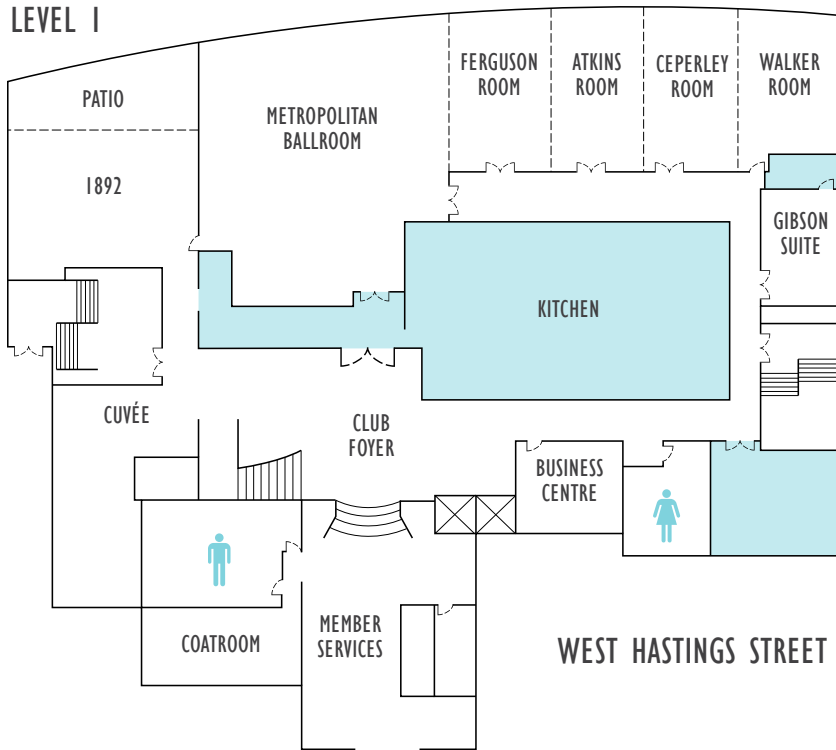 LEVEL 1
PATIO
1892
METROPOLITAN
BALLROOM
FERGUSON
ROOM
ATKINS
ROOM
CEPERLEY
ROOM
WALKER
ROOM
GIBSON
SUITE
KITCHEN
CUVÉE
CLUB
FOYER
BUSINESS
CENTRE
COATROOM
MEMBER
SERVICES
WEST HASTINGS STREET